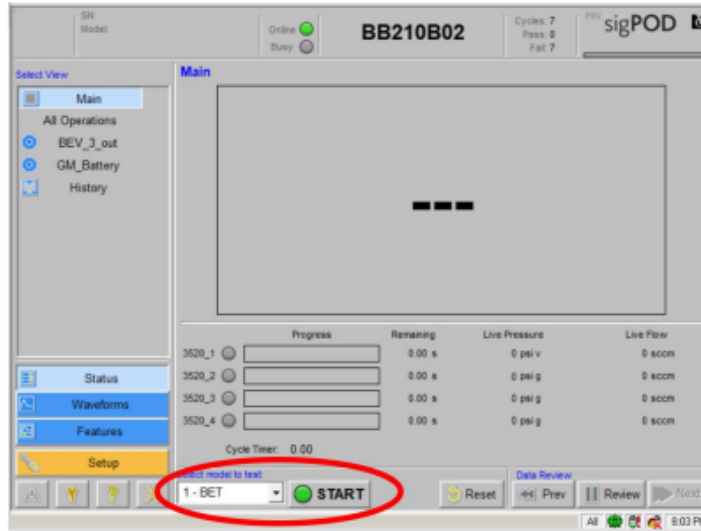 SN:
Model:
Online
Busy
BB210B02
Cycles: 7
Pass: 0
Fail: 7
PSV
sigPOD
Select View
Main
All Operations
BEV_3_out
GM_Battery
History
Status
Waveforms
Features
Setup
Main
---
Progress Remaining Live Pressure Live Flow
3520_1 0.00 s 0 psi v 0 sccm
3520_2 0.00 s 0 psi g 0 sccm
3520_3 0.00 s 0 psi g 0 sccm
3520_4 0.00 s 0 psi g 0 sccm
Cycle Timer: 0.00
Select model to test:
1 - BET
START
Reset
Data Review
Prev
Review
Next
All 8:03 PM